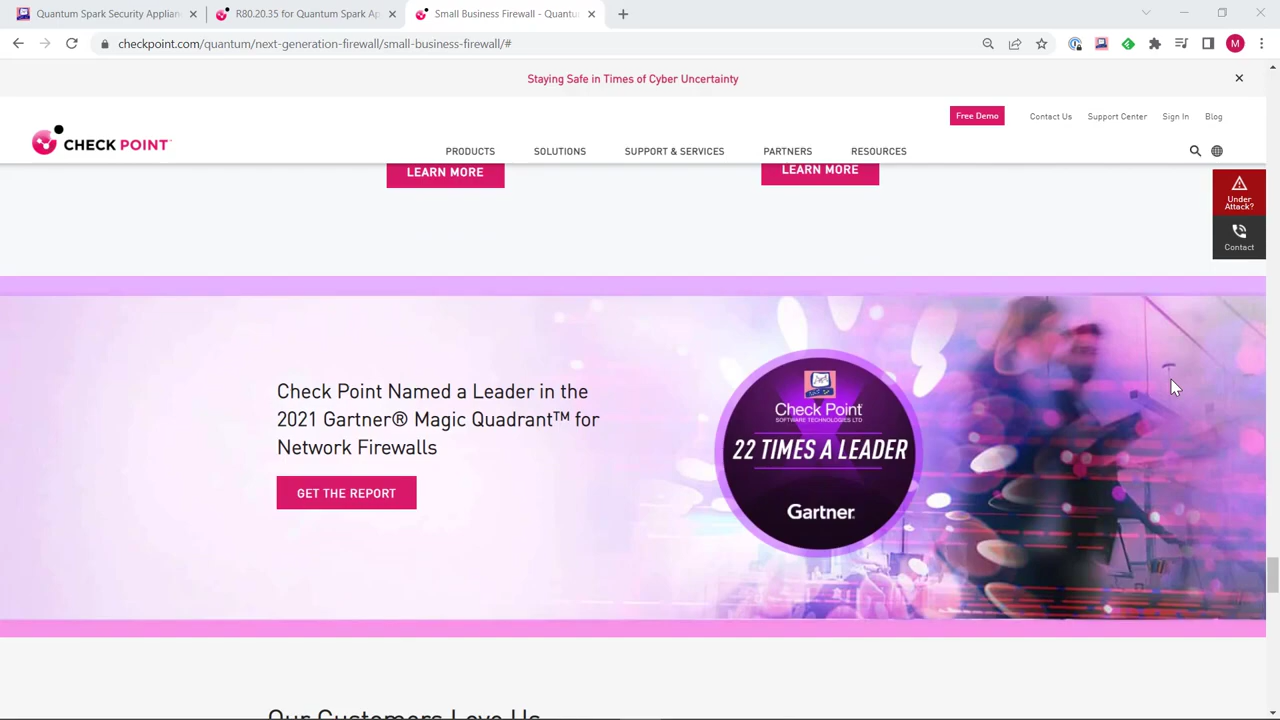 Quantum Spark Security Applian
R80.20.35 for Quantum Spark Ap
Small Business Firewall - Quantu
checkpoint.com/quantum/next-generation-firewall/small-business-firewall/#
M
Staying Safe in Times of Cyber Uncertainty
Free Demo
Contact Us
Support Center
Sign In
Blog
CHECK POINT
PRODUCTS
SOLUTIONS
SUPPORT & SERVICES
PARTNERS
RESOURCES
LEARN MORE
LEARN MORE
Under
Attack?
Contact
Check Point Named a Leader in the
2021 Gartner® Magic Quadrant™ for
Network Firewalls
GET THE REPORT
Check Point
SOFTWARE TECHNOLOGIES LTD
22 TIMES A LEADER
Gartner
Our Customers Love Us